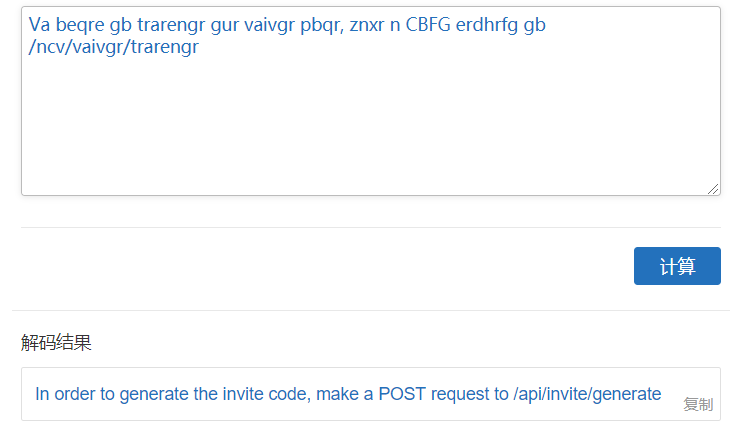 Va beqre gb trarengr gur vaivgr pbqr, znxr n CBFG erdhrfg gb
/ncv/vaivgr/trarengr
计算
解码结果
In order to generate the invite code, make a POST request to /api/invite/generate
复制